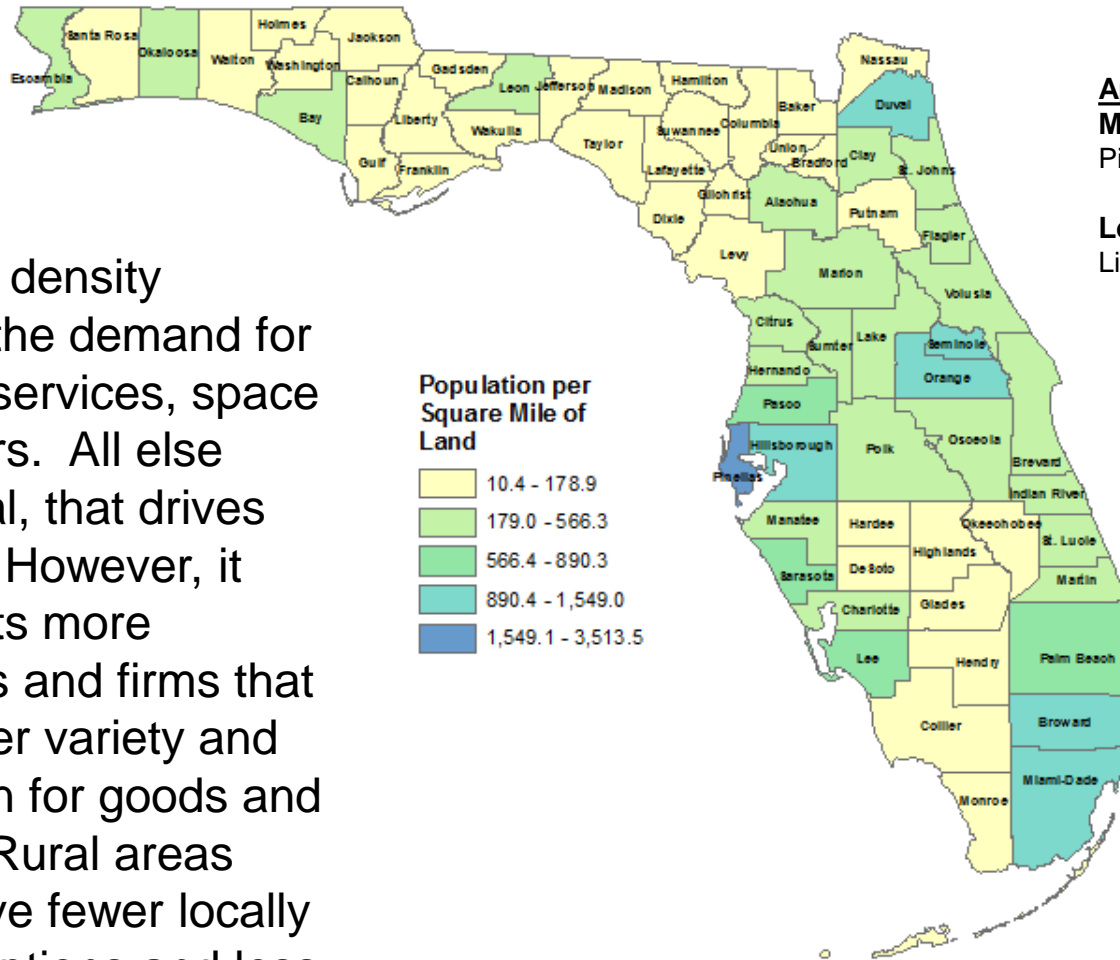 density
the demand for
services, space
rs. All else
al, that drives
However, it
ts more
s and firms that
er variety and
n for goods and
Rural areas
ve fewer locally
Population per
Square Mile of
Land
10.4 - 178.9
179.0 - 566.3
566.4 - 890.3
890.4 - 1,549.0
1,549.1 - 3,513.5
Escambia
Santa Rosa
Okaloosa
Walton
Holmes
Washington
Jackson
Bay
Calhoun
Gulf
Liberty
Franklin
Gadsden
Leon
Wakulla
Jefferson
Madison
Taylor
Hamilton
Suwannee
Lafayette
Dixie
Columbia
Gilchrist
Levy
Baker
Union
Bradford
Alachua
Nassau
Duval
Clay
St. Johns
Putnam
Flagler
Marion
Volusia
Citrus
Sumter
Lake
Hernando
Pasco
Seminole
Orange
Pinellas
Hillsborough
Polk
Osceola
Brevard
Indian River
Manatee
Hardee
Highlands
Okeechobee
St. Lucie
Sarasota
DeSoto
Martin
Charlotte
Glades
Lee
Hendry
Palm Beach
Collier
Broward
Monroe
Miami-Dade
A
M
Pi
Li